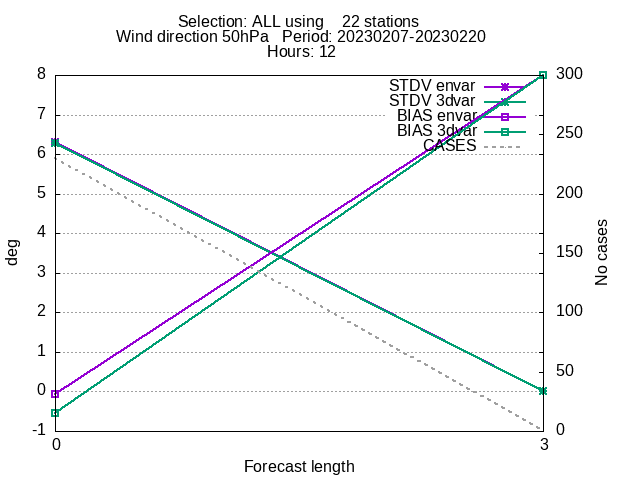 Selection: ALL using    22 stations
Wind direction 50hPa   Period: 20230207-20230220
Hours: 12
STDV envar
STDV 3dvar
BIAS envar
BIAS 3dvar
CASES
8
7
6
5
4
3
2
1
0
-1
deg
300
250
200
150
100
50
0
No cases
0
3
Forecast length